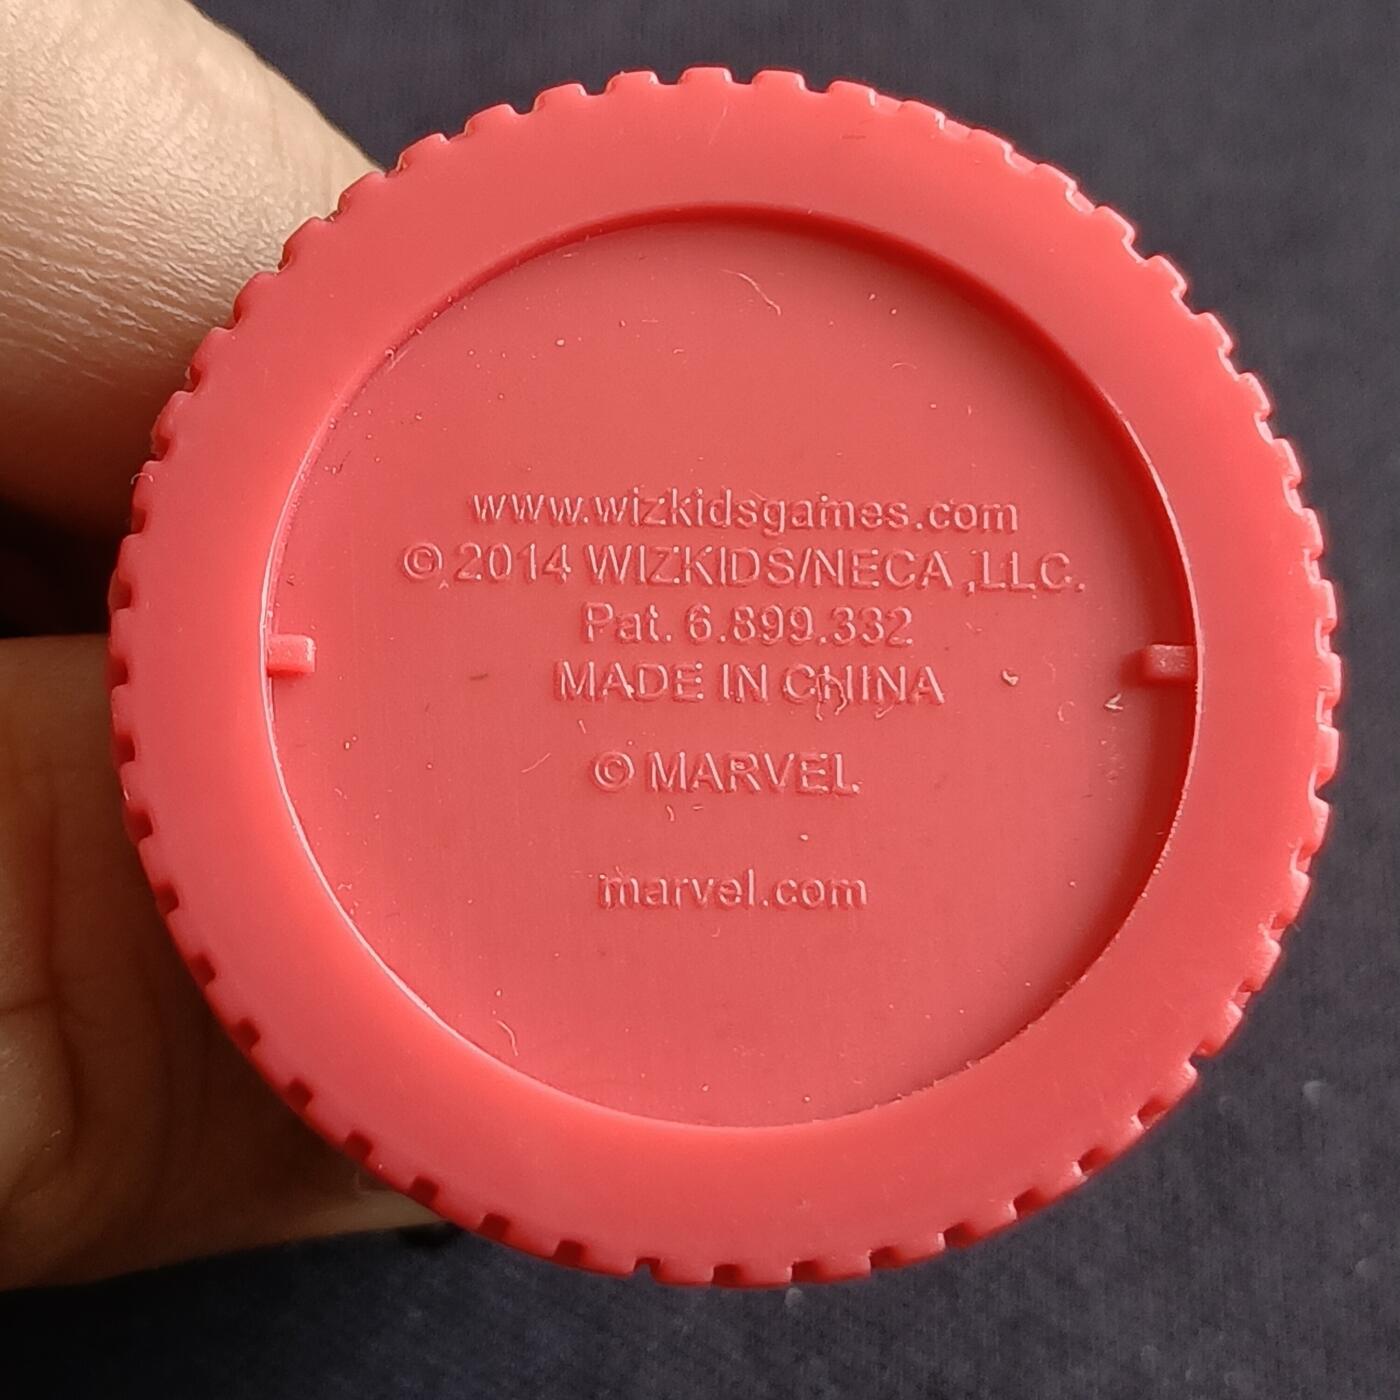 www.wizkidsgames.com
© 2014 WIZKIDS/NECA ,LLC.
Pat. 6.899.332
MADE IN CHINA
© MARVEL
marvel.com